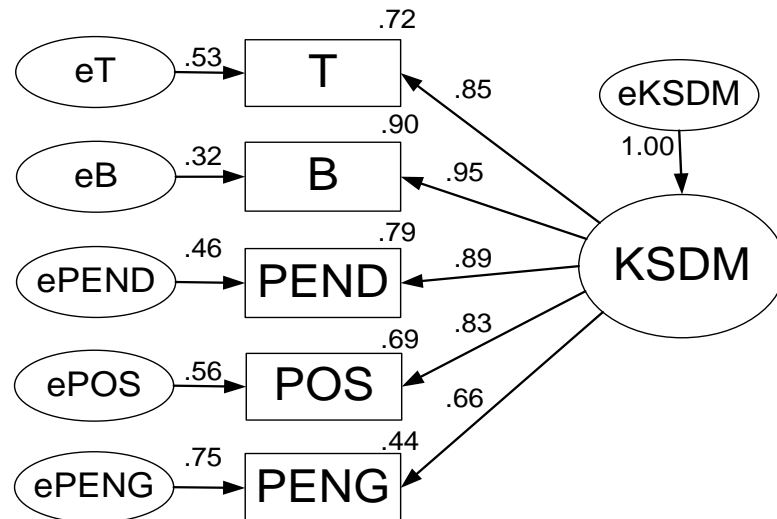 .72
eT
.53
T
.85
eKSDM
1.00
.90
eB
.32
B
.95
.79
ePEND
.46
PEND
.89
KSDM
.69
ePOS
.56
POS
.83
.44
ePENG
.75
PENG
.66